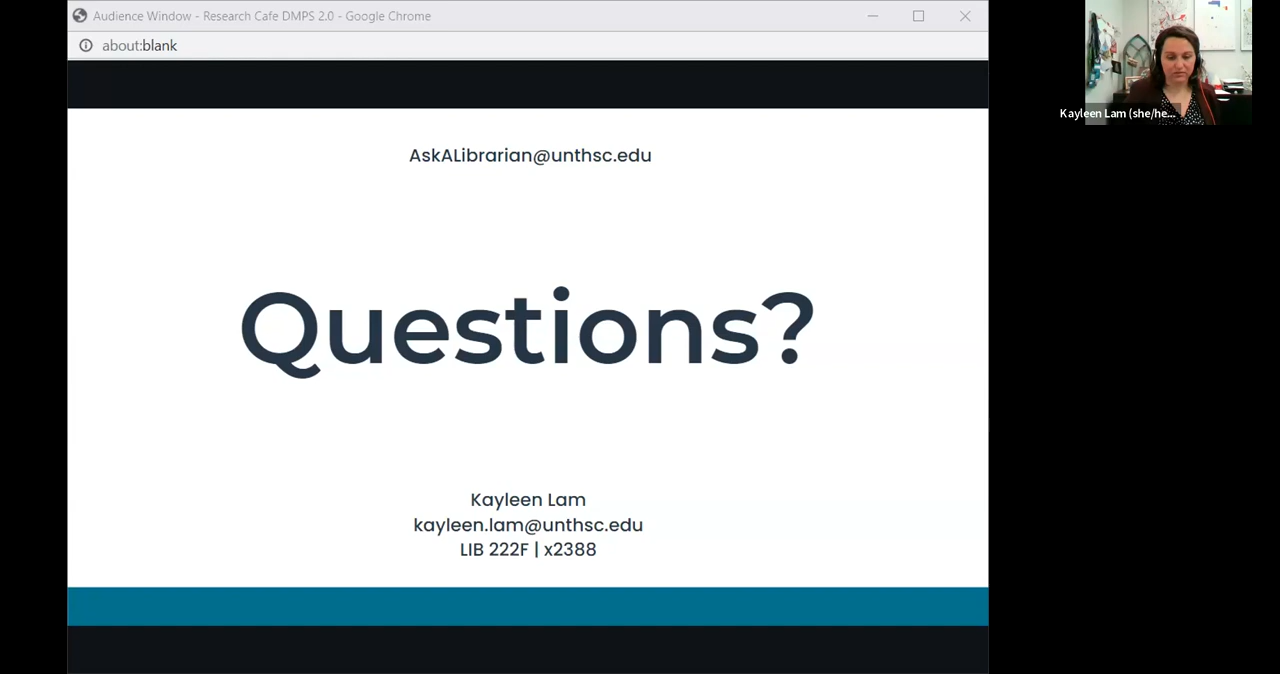 Audience Window - Research Cafe DMPS 2.0 - Google Chrome
about:blank
Kayleen Lam (she/he...
AskALibrarian@unthsc.edu
Questions?
Kayleen Lam
kayleen.lam@unthsc.edu
LIB 222F | x2388